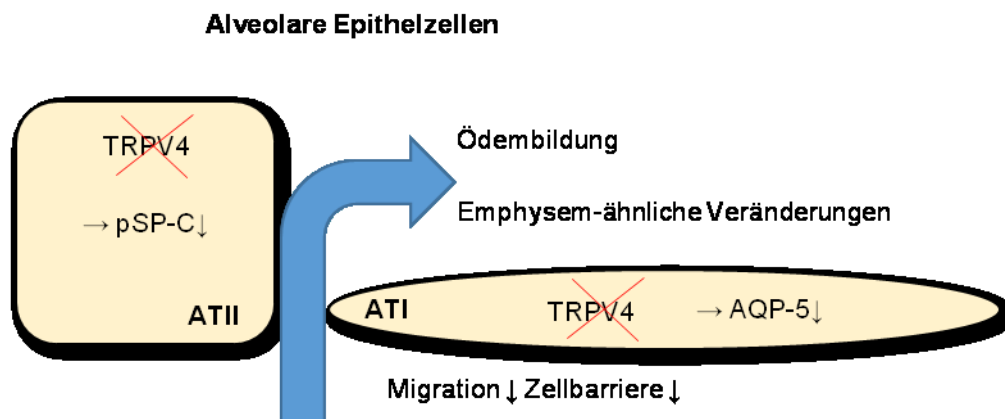 Alveolare Epithelzellen
TRPV4
→ pSP-C↓
ATII
Ödembildung
Emphysem-ähnliche Veränderungen
ATI TRPV4 → AQP-5↓
Migration ↓ Zellbarriere ↓